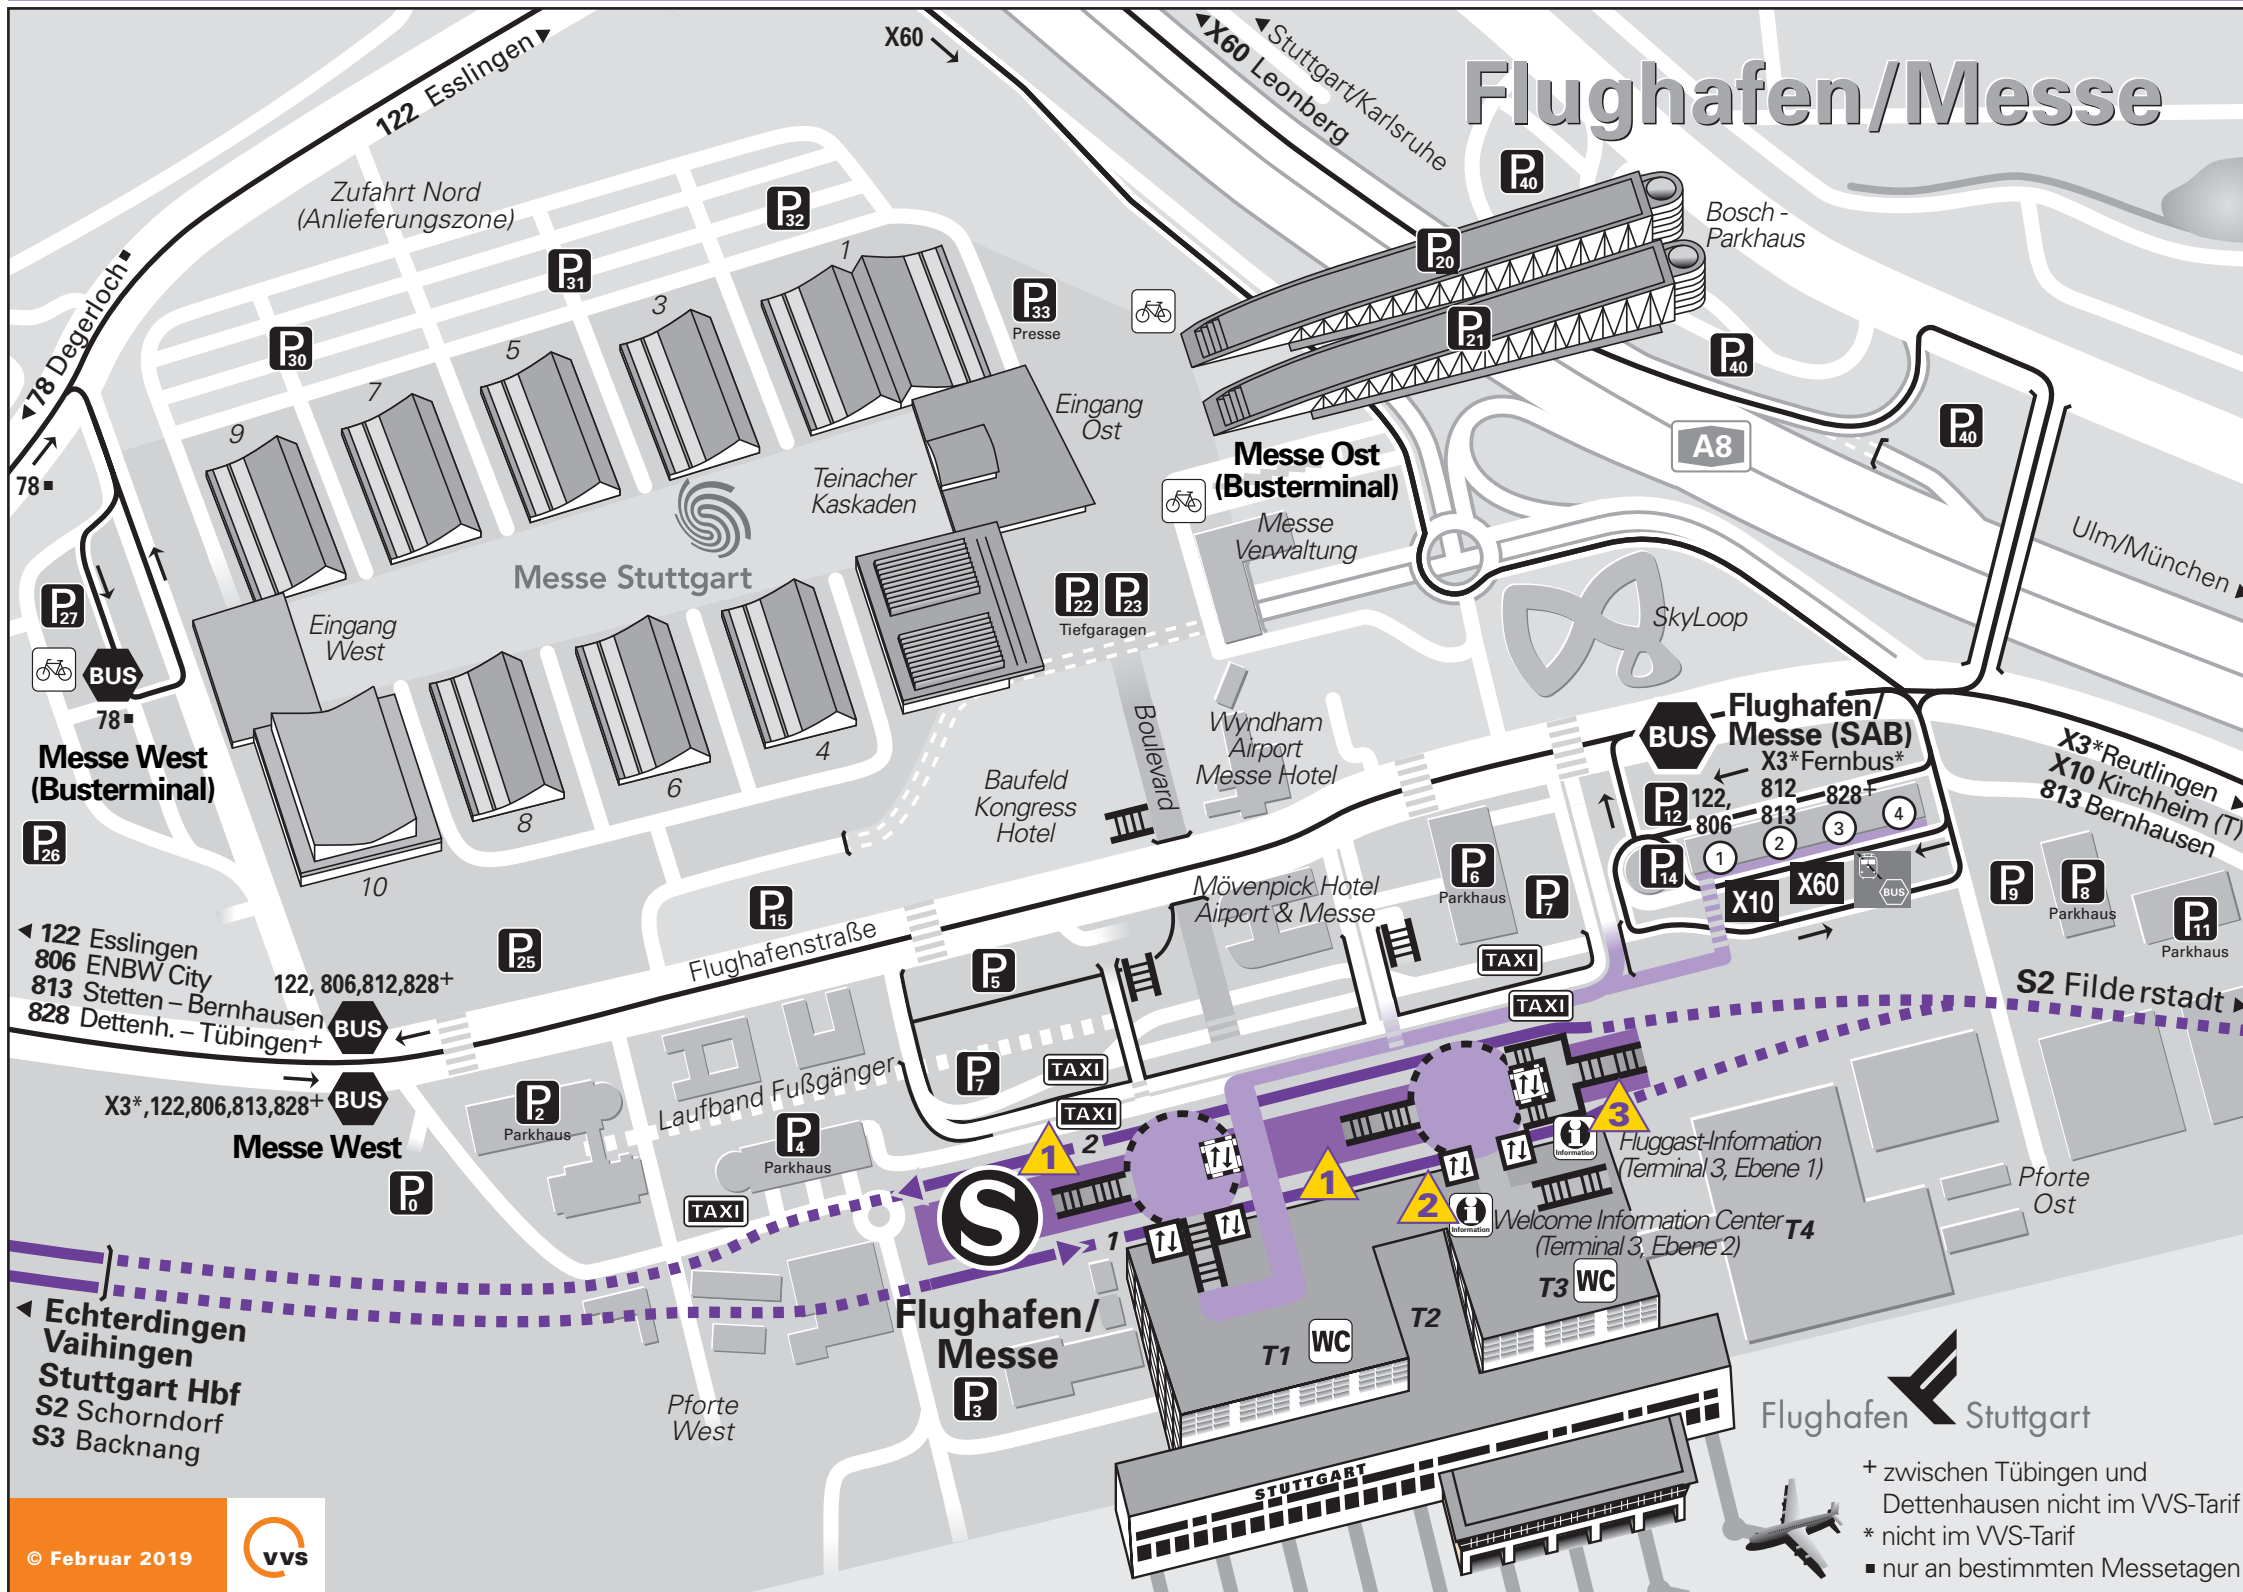 Flughafen/Messe
122 Esslingen
X60
X60 Leonberg
Stuttgart/Karlsruhe
Zufahrt Nord
(Anlieferungszone)
P32
P31
P30
P33
Presse
P40
P20
P21
Bosch -
Parkhaus
P40
P40
A8
Ulm/München
78 Degerloch
78
1
3
5
7
9
Eingang
Ost
Teinacher
Kaskaden
Messe Stuttgart
Messe Ost
(Busterminal)
Messe
Verwaltung
SkyLoop
P22 P23
Tiefgaragen
P27
BUS
78
Messe West
(Busterminal)
P26
Eingang
West
10
8
6
4
Boulevard
Wyndham
Airport
Messe Hotel
Baufeld
Kongress
Hotel
BUS
Flughafen/
Messe (SAB)
X3*Fernbus*
P12
122,
806
812
813
828+
1
2
3
4
P14
X10
X60
BUS
X3*Reutlingen
X10 Kirchheim (T)
813 Bernhausen
P9
P8
Parkhaus
P11
Parkhaus
P6
Parkhaus
P7
Mövenpick Hotel
Airport & Messe
P15
Flughafenstraße
P25
P5
TAXI
TAXI
122 Esslingen
806 ENBW City
813 Stetten – Bernhausen
828 Dettenh. – Tübingen+
122, 806,812,828+
BUS
X3*,122,806,813,828+
BUS
Messe West
P2
Parkhaus
P0
Laufband Fußgänger
P4
Parkhaus
P7
TAXI
TAXI
TAXI
S2 Filderstadt
1
2
S
1
1
2
3
Information
Fluggast-Information
(Terminal 3, Ebene 1)
Information
Welcome Information Center
(Terminal 3, Ebene 2)
T4
T3
WC
T2
T1
WC
Pforte
Ost
Flughafen/
Messe
P3
Pforte
West
Echterdingen
Vaihingen
Stuttgart Hbf
S2 Schorndorf
S3 Backnang
STUTTGART
Flughafen Stuttgart
+ zwischen Tübingen und
Dettenhausen nicht im VVS-Tarif
* nicht im VVS-Tarif
■ nur an bestimmten Messetagen
© Februar 2019
VVS